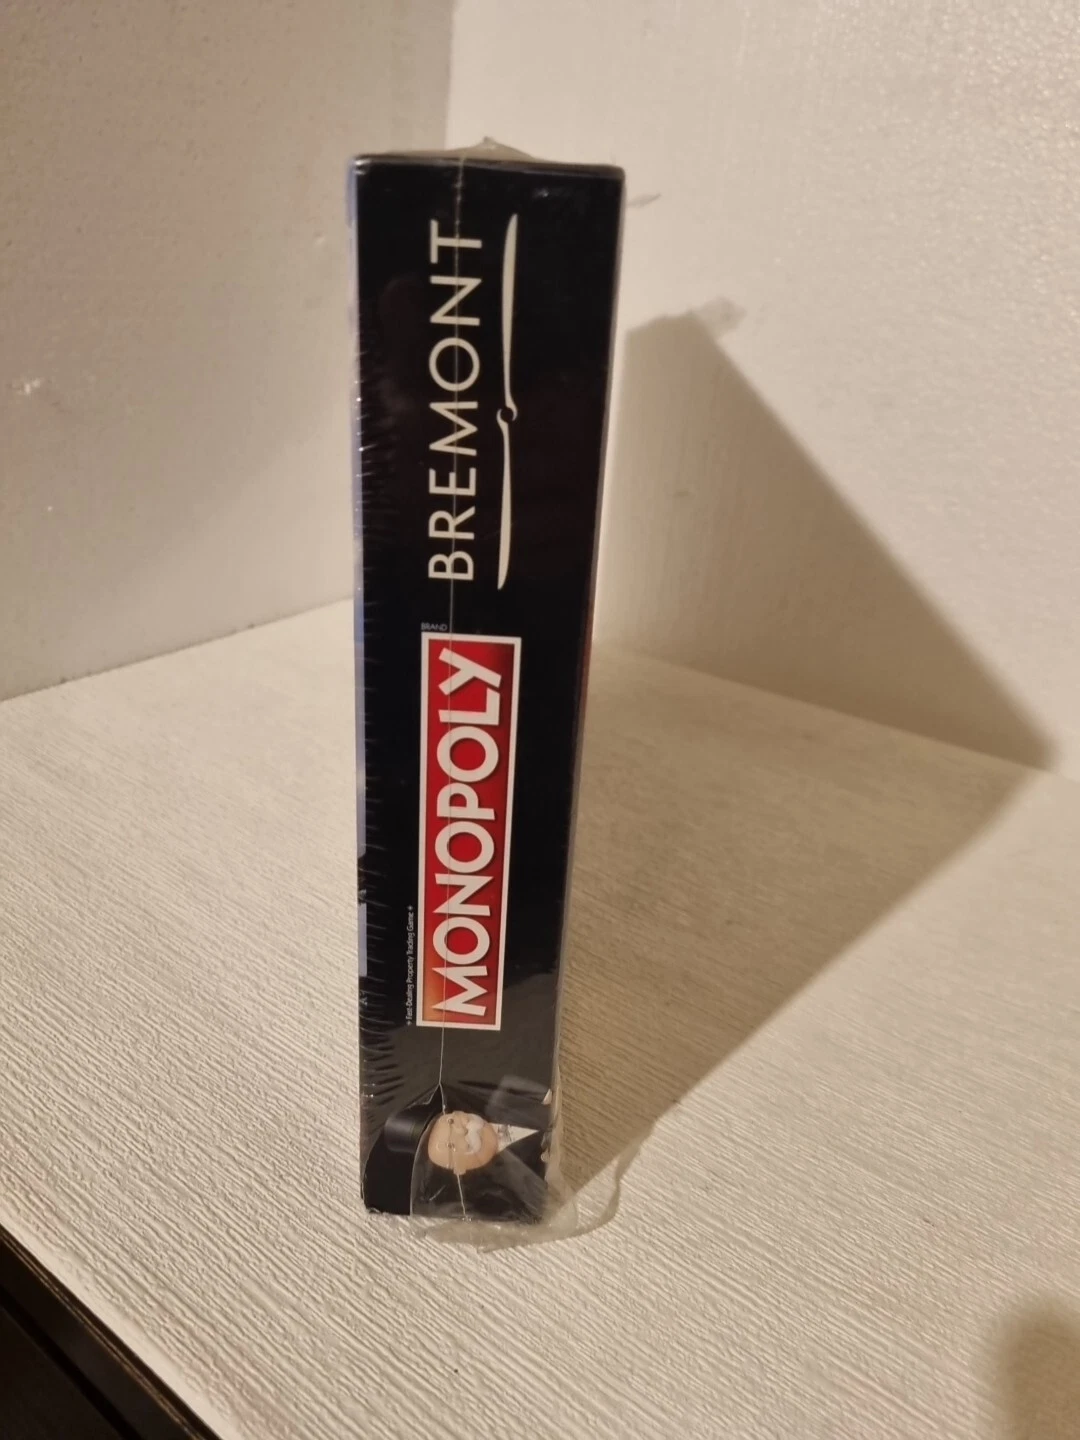 BREMONT
BRAND
MONOPOLY
Fast-Dealing Property Trading Game